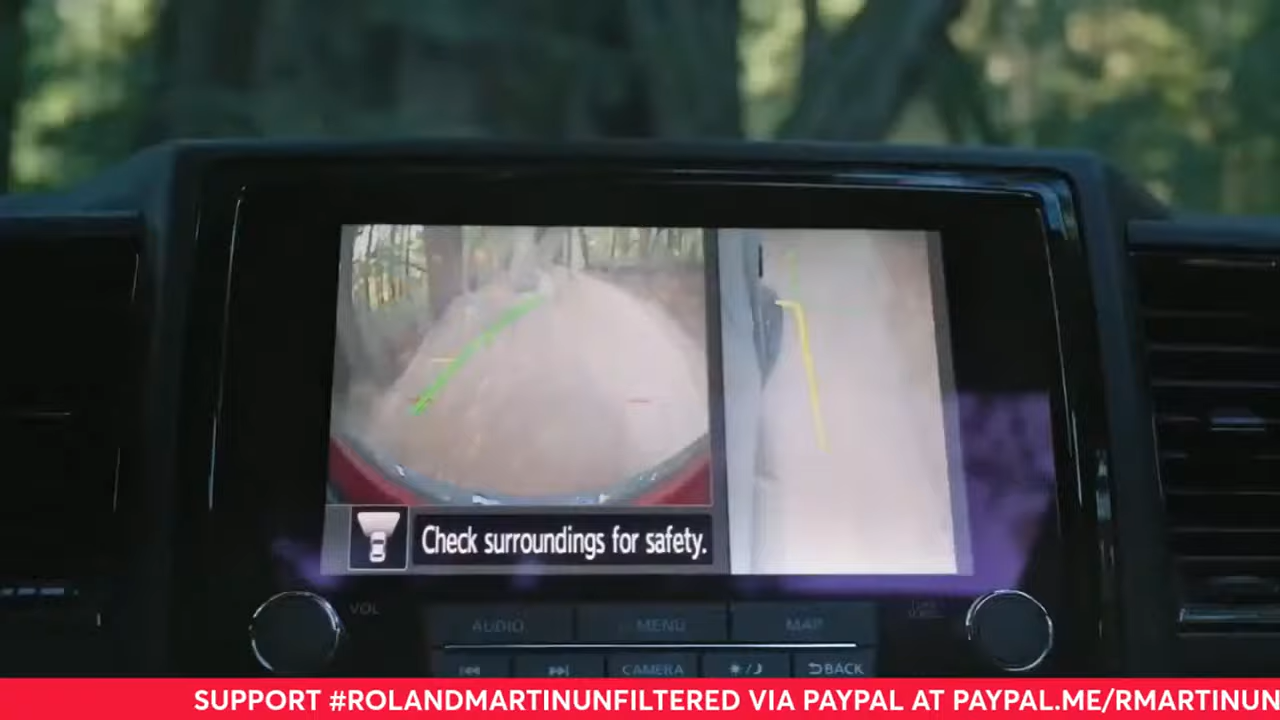 Check surroundings for safety.
VOL
AUDIO
MENU
MAP
CAMERA
BACK
SUPPORT #ROLANDMARTINUNFILTERED VIA PAYPAL AT PAYPAL.ME/RMARTINUN